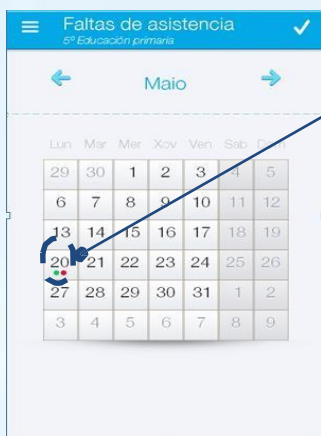 Faltas de asistencia
5º Educación primaria
Maio
Lun Mar Mer Xov Ven Sab Dom
29 30 1 2 3 4 5
6 7 8 9 10 11 12
13 14 15 16 17 18 19
20 21 22 23 24 25 26
27 28 29 30 31 1 2
3 4 5 6 7 8 9